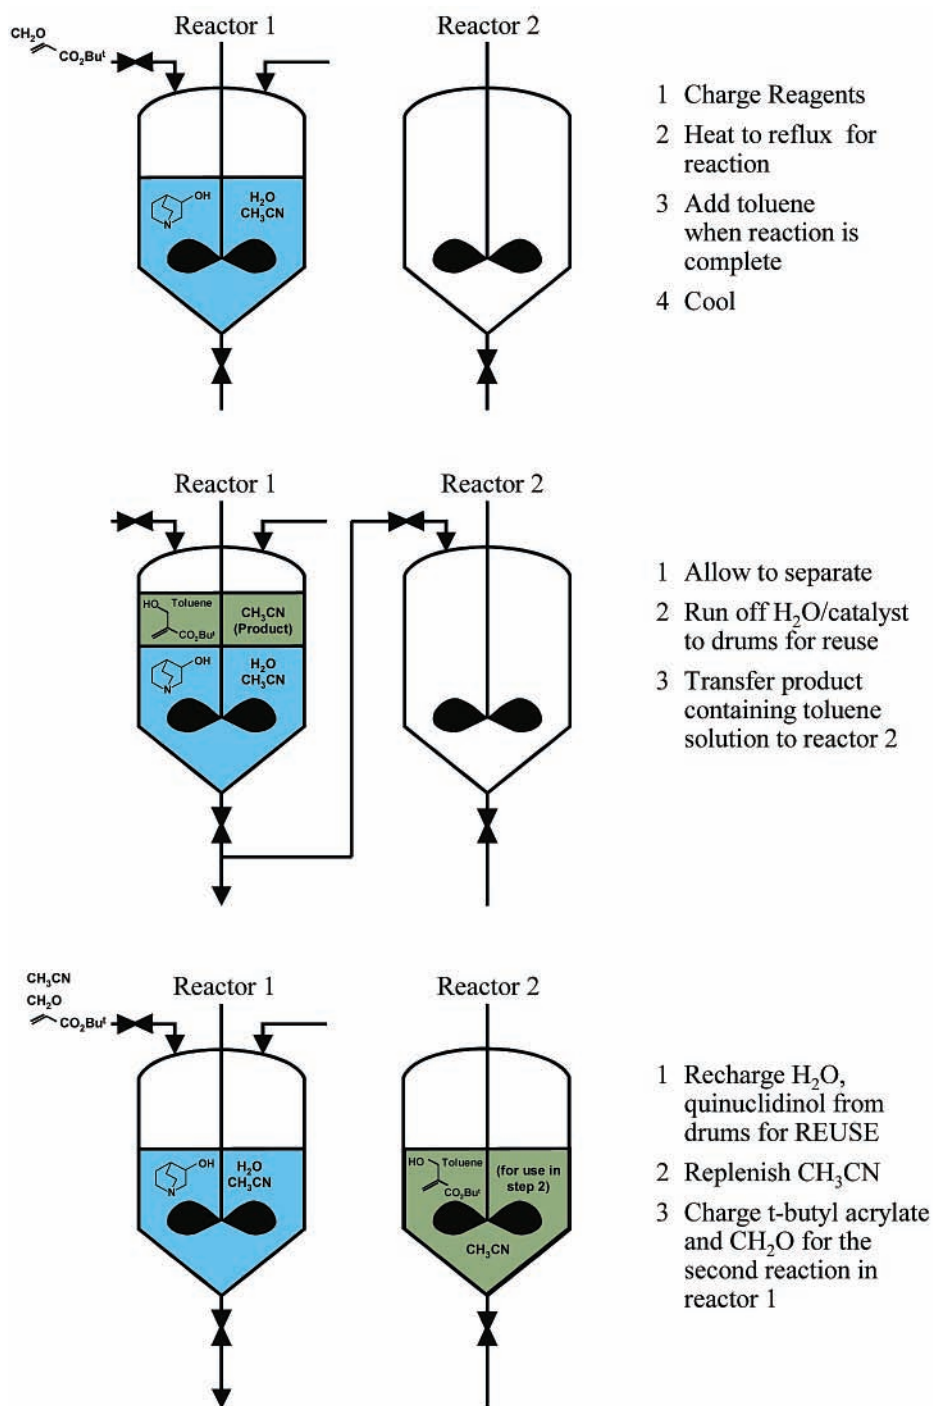 Reactor 1
Reactor 2
CH₂O
CO₂Buᵗ
OH
N
H₂O
CH₃CN
1 Charge Reagents
2 Heat to reflux for
reaction
3 Add toluene
when reaction is
complete
4 Cool
Reactor 1
Reactor 2
HO
Toluene
CO₂Buᵗ
CH₃CN
(Product)
OH
N
H₂O
CH₃CN
1 Allow to separate
2 Run off H₂O/catalyst
to drums for reuse
3 Transfer product
containing toluene
solution to reactor 2
CH₃CN
CH₂O
CO₂Buᵗ
Reactor 1
Reactor 2
OH
N
H₂O
CH₃CN
HO
Toluene
CO₂Buᵗ
(for use in
step 2)
CH₃CN
1 Recharge H₂O,
quinuclidinol from
drums for REUSE
2 Replenish CH₃CN
3 Charge t-butyl acrylate
and CH₂O for the
second reaction in
reactor 1